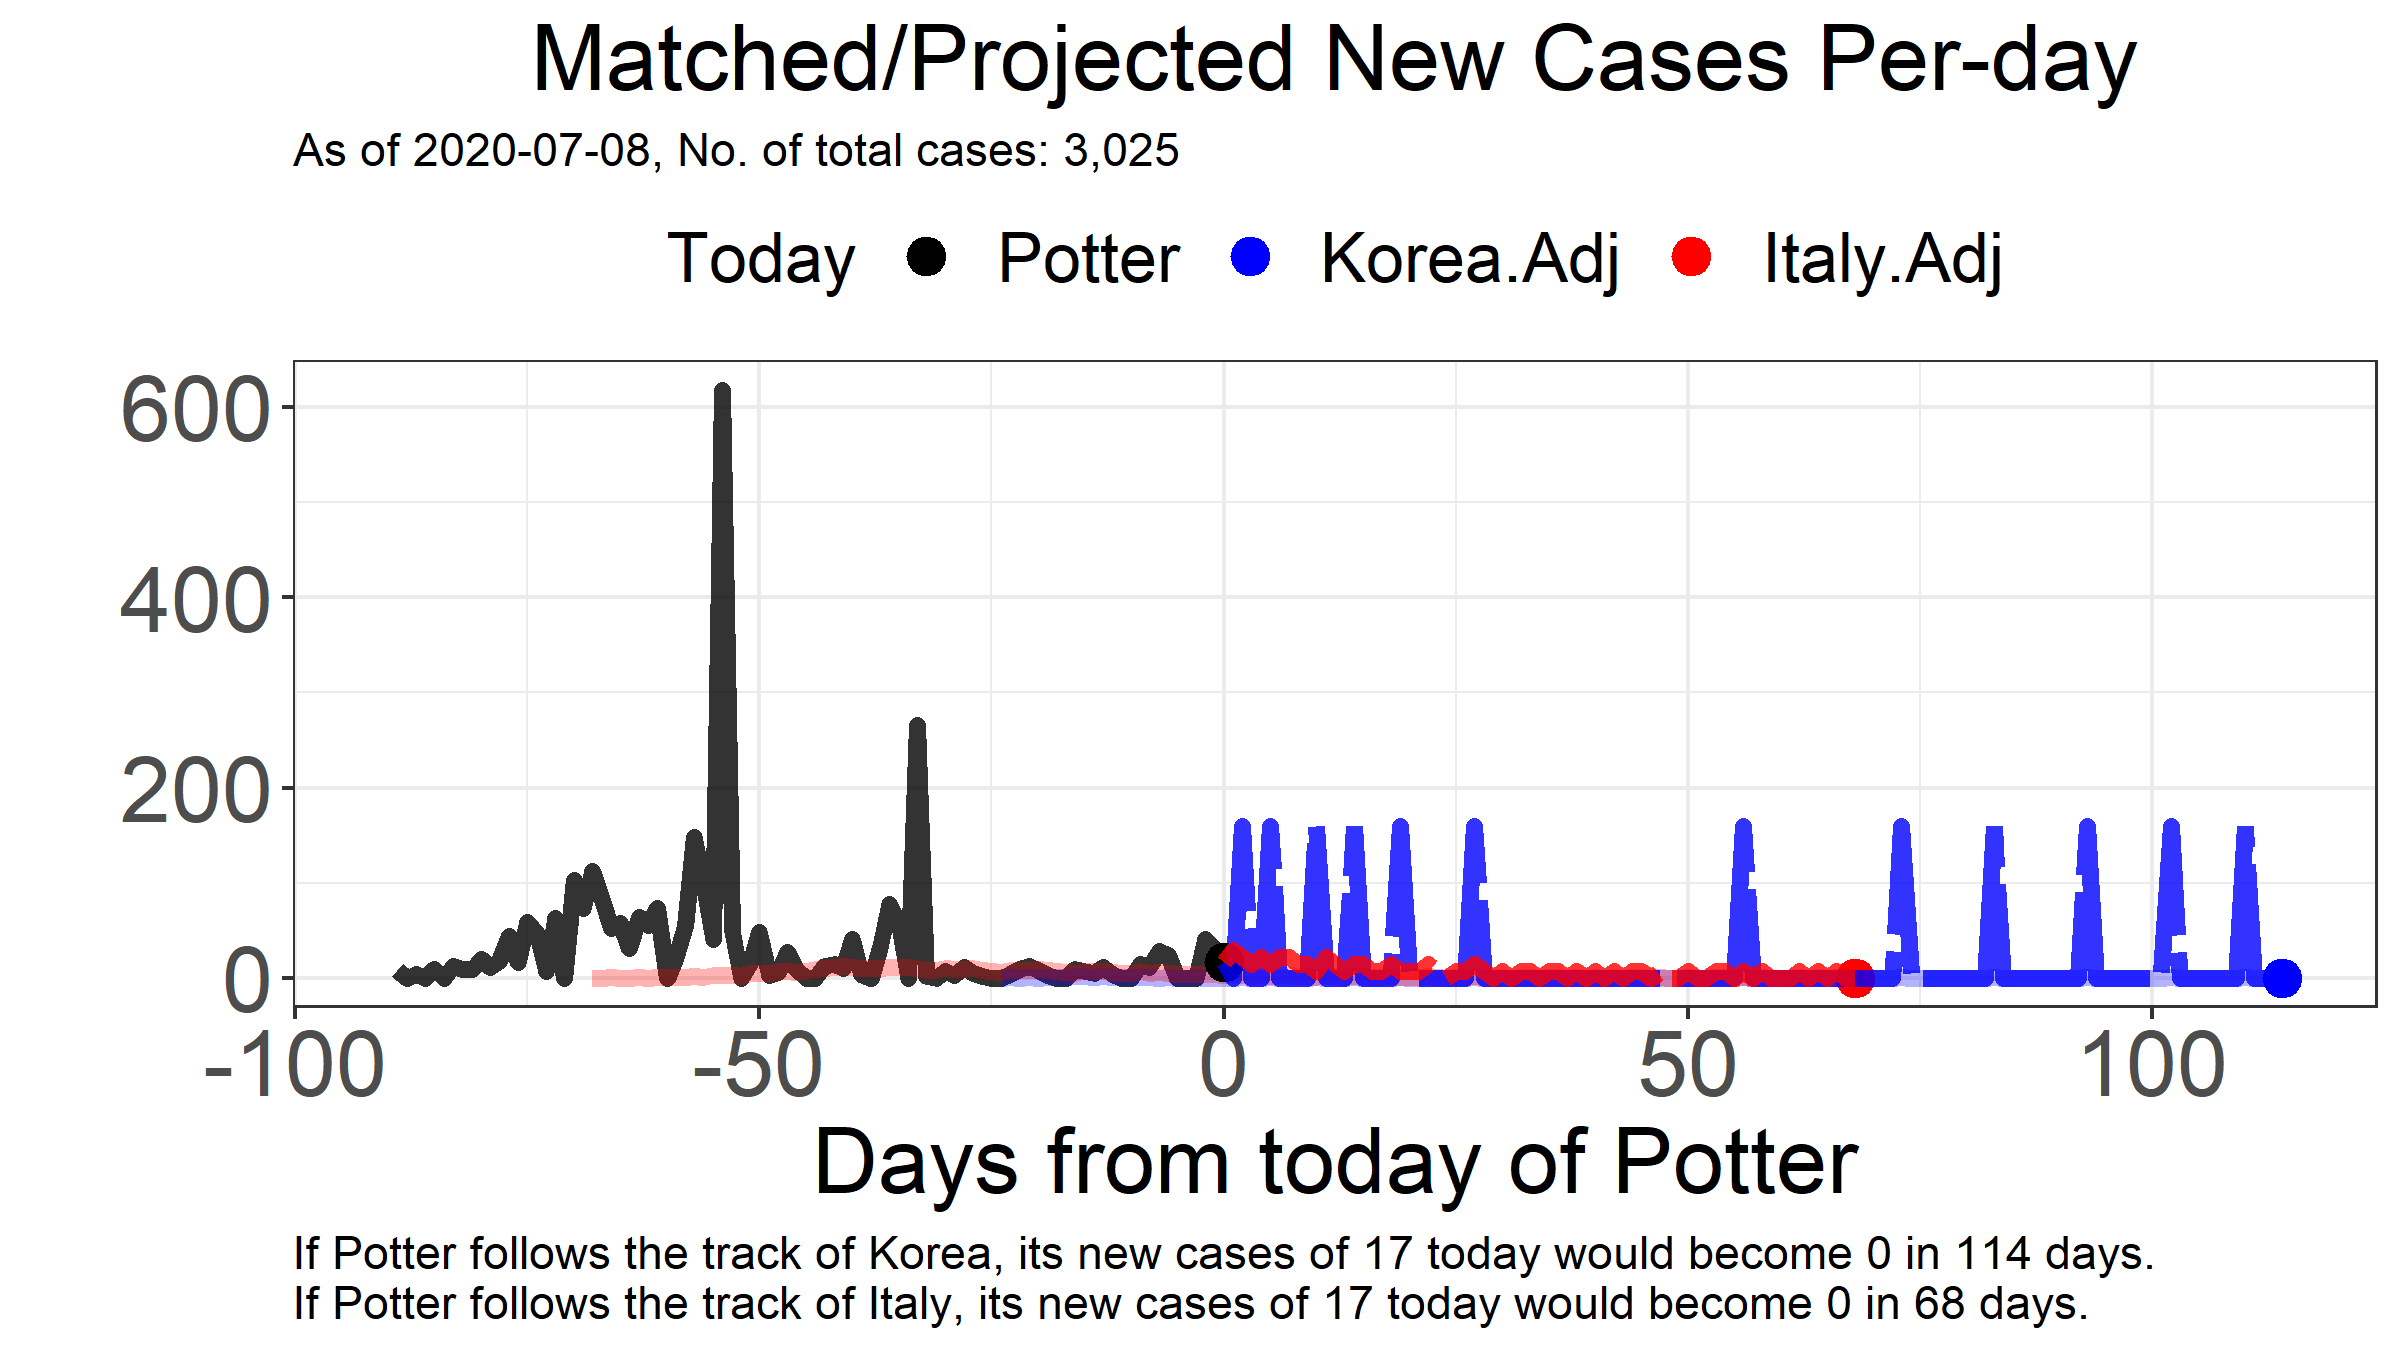 Matched/Projected New Cases Per-day
As of 2020-07-08, No. of total cases: 3,025
Today Potter Korea.Adj Italy.Adj
600
400
200
0
-100 -50 0 50 100
Days from today of Potter
If Potter follows the track of Korea, its new cases of 17 today would become 0 in 114 days.
If Potter follows the track of Italy, its new cases of 17 today would become 0 in 68 days.